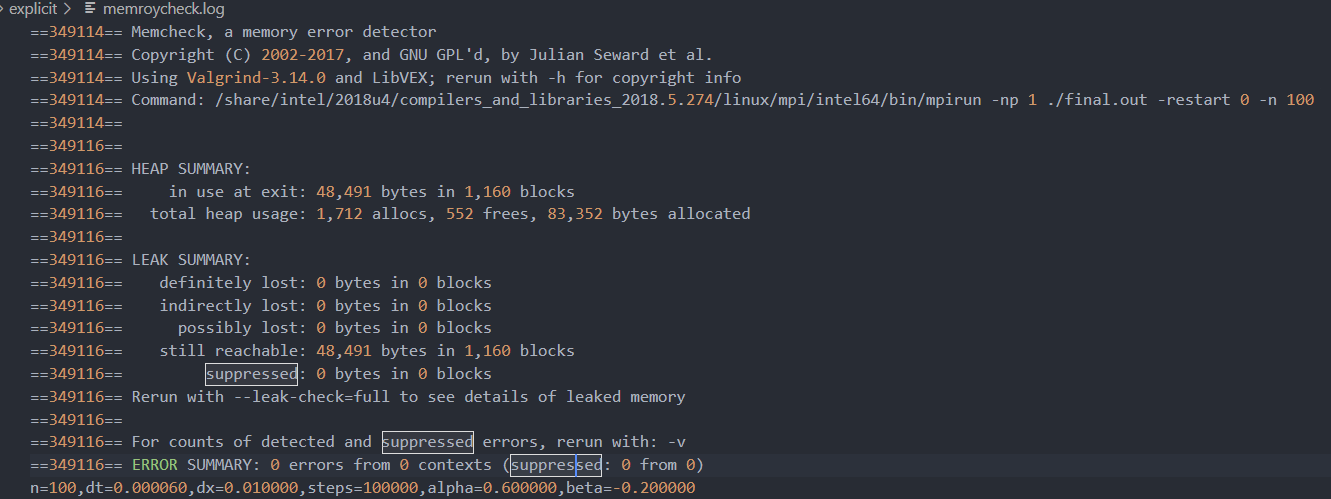 explicit > memroycheck.log
==349114== Memcheck, a memory error detector
==349114== Copyright (C) 2002-2017, and GNU GPL'd, by Julian Seward et al.
==349114== Using Valgrind-3.14.0 and LibVEX; rerun with -h for copyright info
==349114== Command: /share/intel/2018u4/compilers_and_libraries_2018.5.274/linux/mpi/intel64/bin/mpirun -np 1 ./final.out -restart 0 -n 100
==349114==
==349116==
==349116== HEAP SUMMARY:
==349116==     in use at exit: 48,491 bytes in 1,160 blocks
==349116==   total heap usage: 1,712 allocs, 552 frees, 83,352 bytes allocated
==349116==
==349116== LEAK SUMMARY:
==349116==    definitely lost: 0 bytes in 0 blocks
==349116==    indirectly lost: 0 bytes in 0 blocks
==349116==      possibly lost: 0 bytes in 0 blocks
==349116==    still reachable: 48,491 bytes in 1,160 blocks
==349116==         suppressed: 0 bytes in 0 blocks
==349116== Rerun with --leak-check=full to see details of leaked memory
==349116==
==349116== For counts of detected and suppressed errors, rerun with: -v
==349116== ERROR SUMMARY: 0 errors from 0 contexts (suppressed: 0 from 0)
n=100,dt=0.000060,dx=0.010000,steps=100000,alpha=0.600000,beta=-0.200000